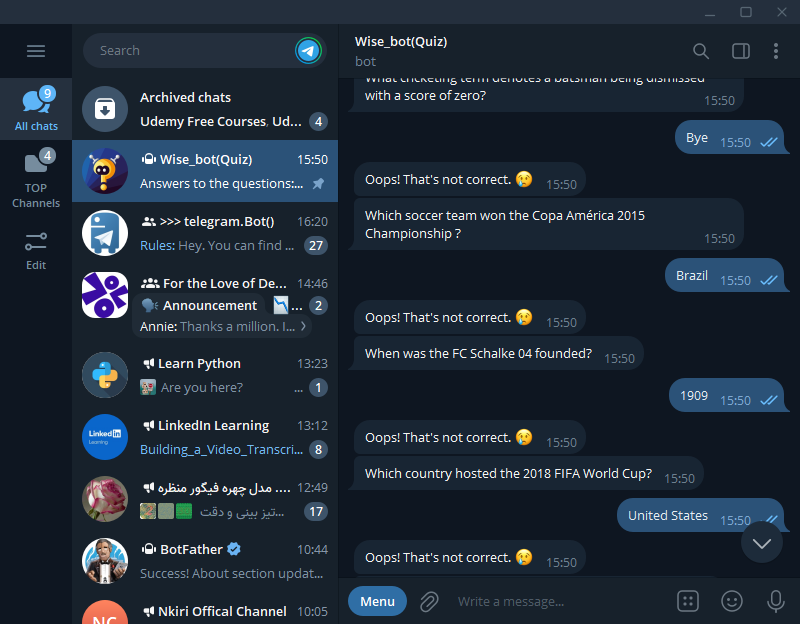 Search
9
All chats
4
TOP
Channels
Edit
Archived chats
Udemy Free Courses, Ud...
4
Wise_bot(Quiz)
15:50
Answers to the questions:...
>>> telegram.Bot()
16:20
Rules: Hey. You can find ...
27
For the Love of De...
14:46
Announcement
...
2
Annie: Thanks a million. I...
Learn Python
13:23
Are you here?
...
1
LinkedIn Learning
13:12
Linked in
Learning
Building_a_Video_Transcri...
8
مدل چهره فیگور منظره ....
12:49
تیز بینی و دقت...
17
BotFather
10:44
Success! About section updat...
NC
Nkiri Offical Channel
10:05
Wise_bot(Quiz)
bot
What cricketing term denotes a batsman being dismissed
with a score of zero?
15:50
Bye
15:50
Oops! That's not correct. 😢
15:50
Which soccer team won the Copa América 2015
Championship ?
15:50
Brazil
15:50
Oops! That's not correct. 😢
15:50
When was the FC Schalke 04 founded?
15:50
1909
15:50
Oops! That's not correct. 😢
15:50
Which country hosted the 2018 FIFA World Cup?
15:50
United States
15:50
Oops! That's not correct. 😢
15:50
Menu
Write a message...